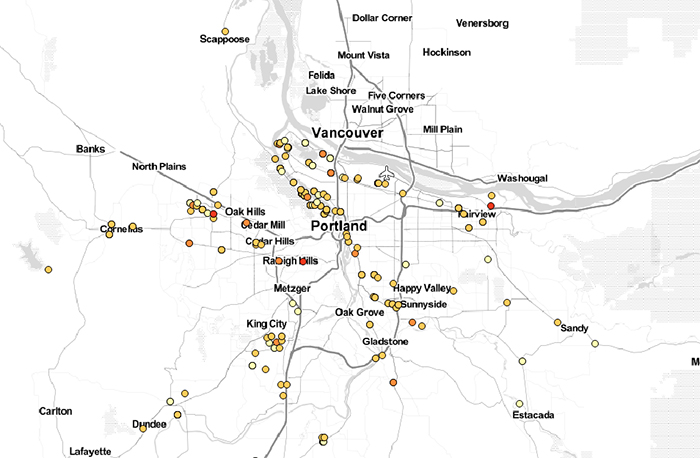 Dollar Corner
Venersborg
Scappoose
Mount Vista
Hockinson
Felida
Lake Shore
Five Corners
Walnut Grove
Vancouver
Mill Plain
Banks
North Plains
Washougal
Oak Hills
Fairview
Cornelius
Cedar Mill
Portland
Cedar Hills
Raleigh Hills
Metzger
Happy Valley
Sunnyside
Oak Grove
King City
Sandy
Gladstone
M
Carlton
Estacada
Dundee
Lafayette